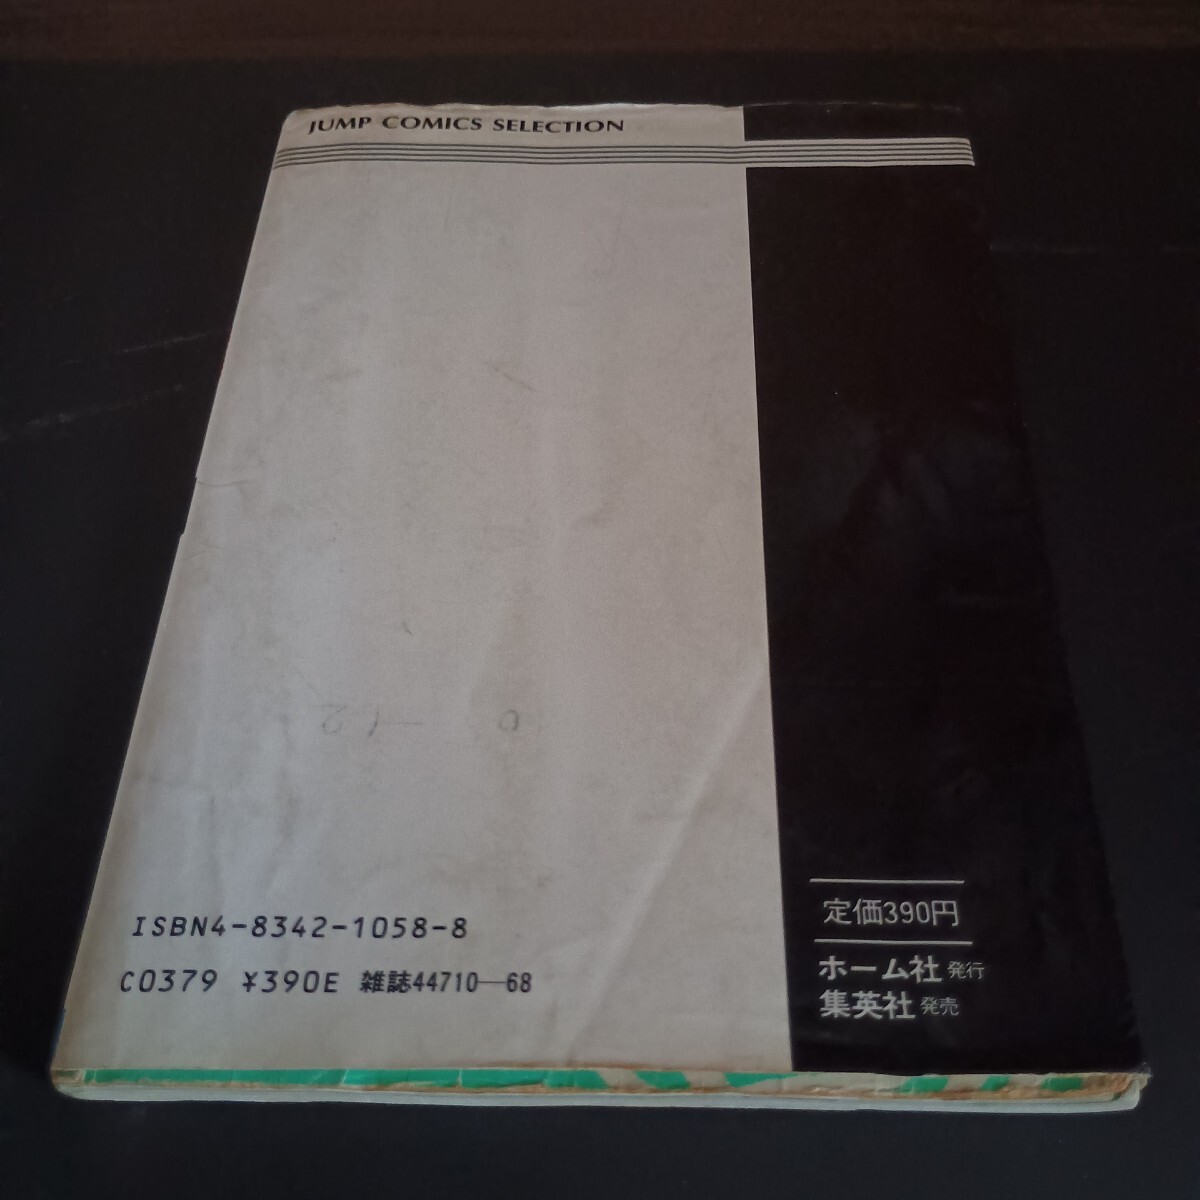 JUMP COMICS SELECTION
ISBN4-8342-1058-8
C0379 ¥390E 雑誌44710—68
定価390円
ホーム社 発行
集英社 発売